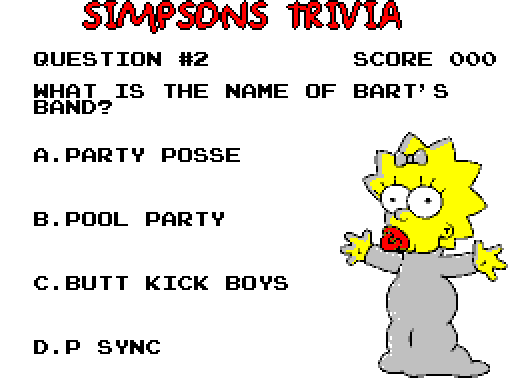 SIMPSONS TRIVIA
QUESTION #2 SCORE 000
WHAT IS THE NAME OF BART'S
BAND?
A.PARTY POSSE
B.POOL PARTY
C.BUTT KICK BOYS
D.P SYNC